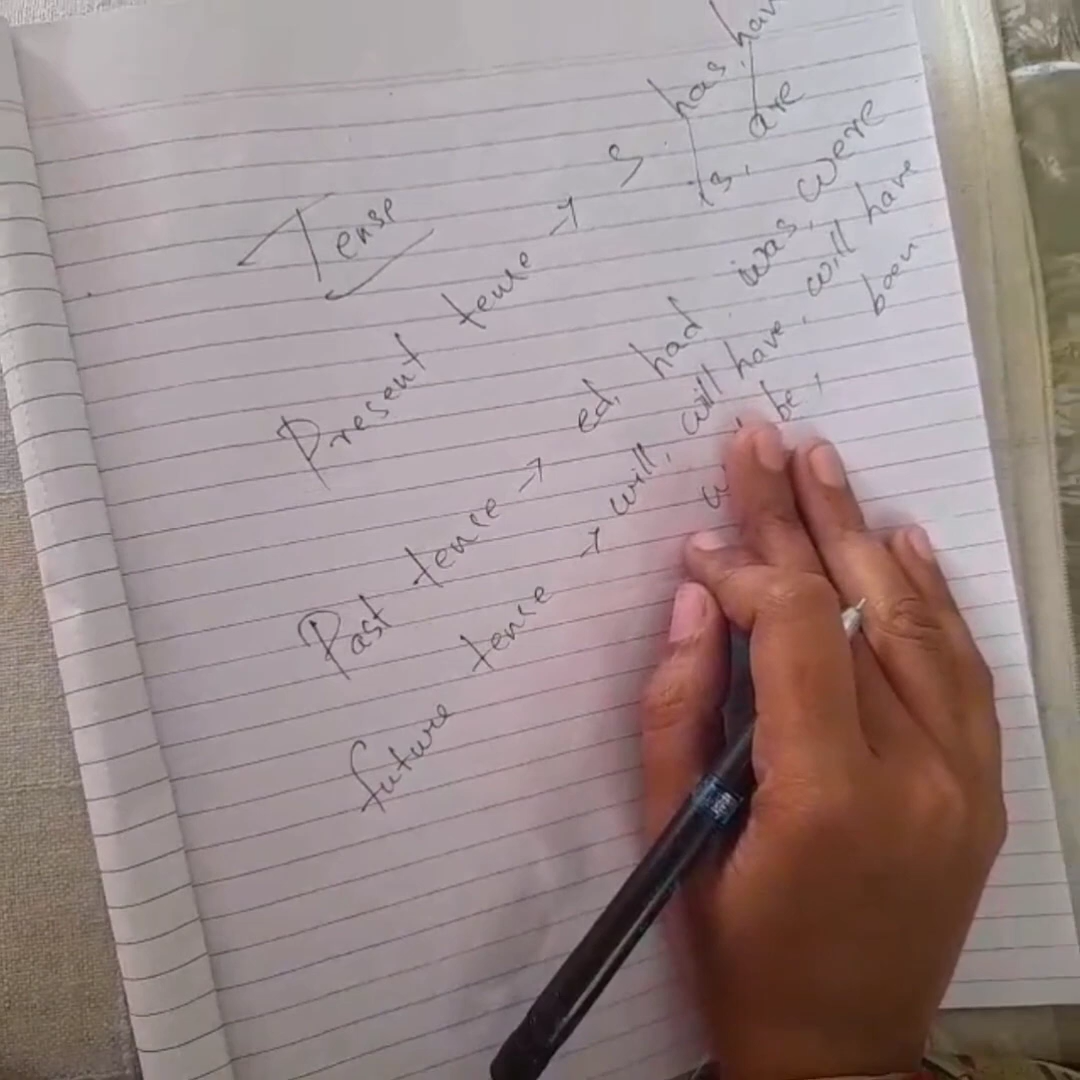 Tense
Present tense → s, has, hav
is, are
Past tense → ed, had was, were
future tense → will, will have, will have
be, been